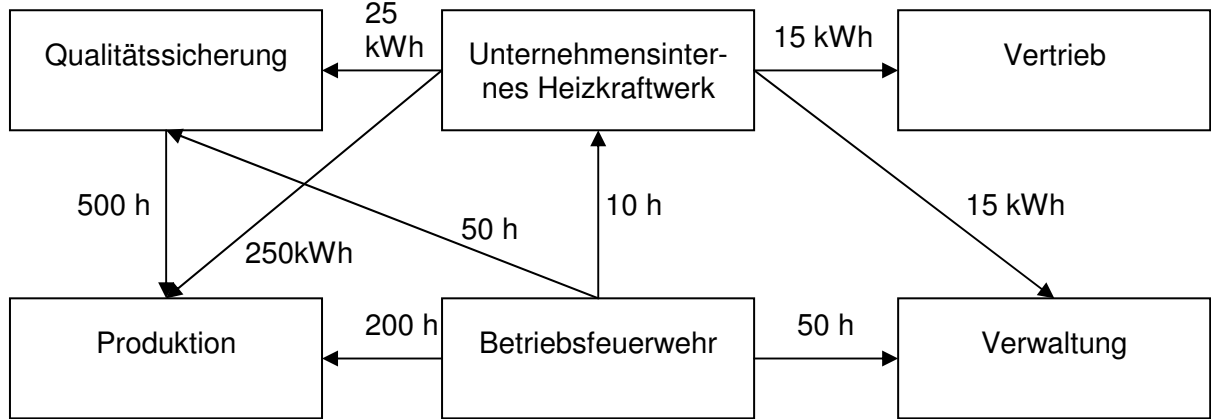 25
kWh
Qualitätssicherung
Unternehmensinter-
nes Heizkraftwerk
15 kWh
Vertrieb
500 h
50 h
250kWh
10 h
15 kWh
Produktion
200 h
Betriebsfeuerwehr
50 h
Verwaltung